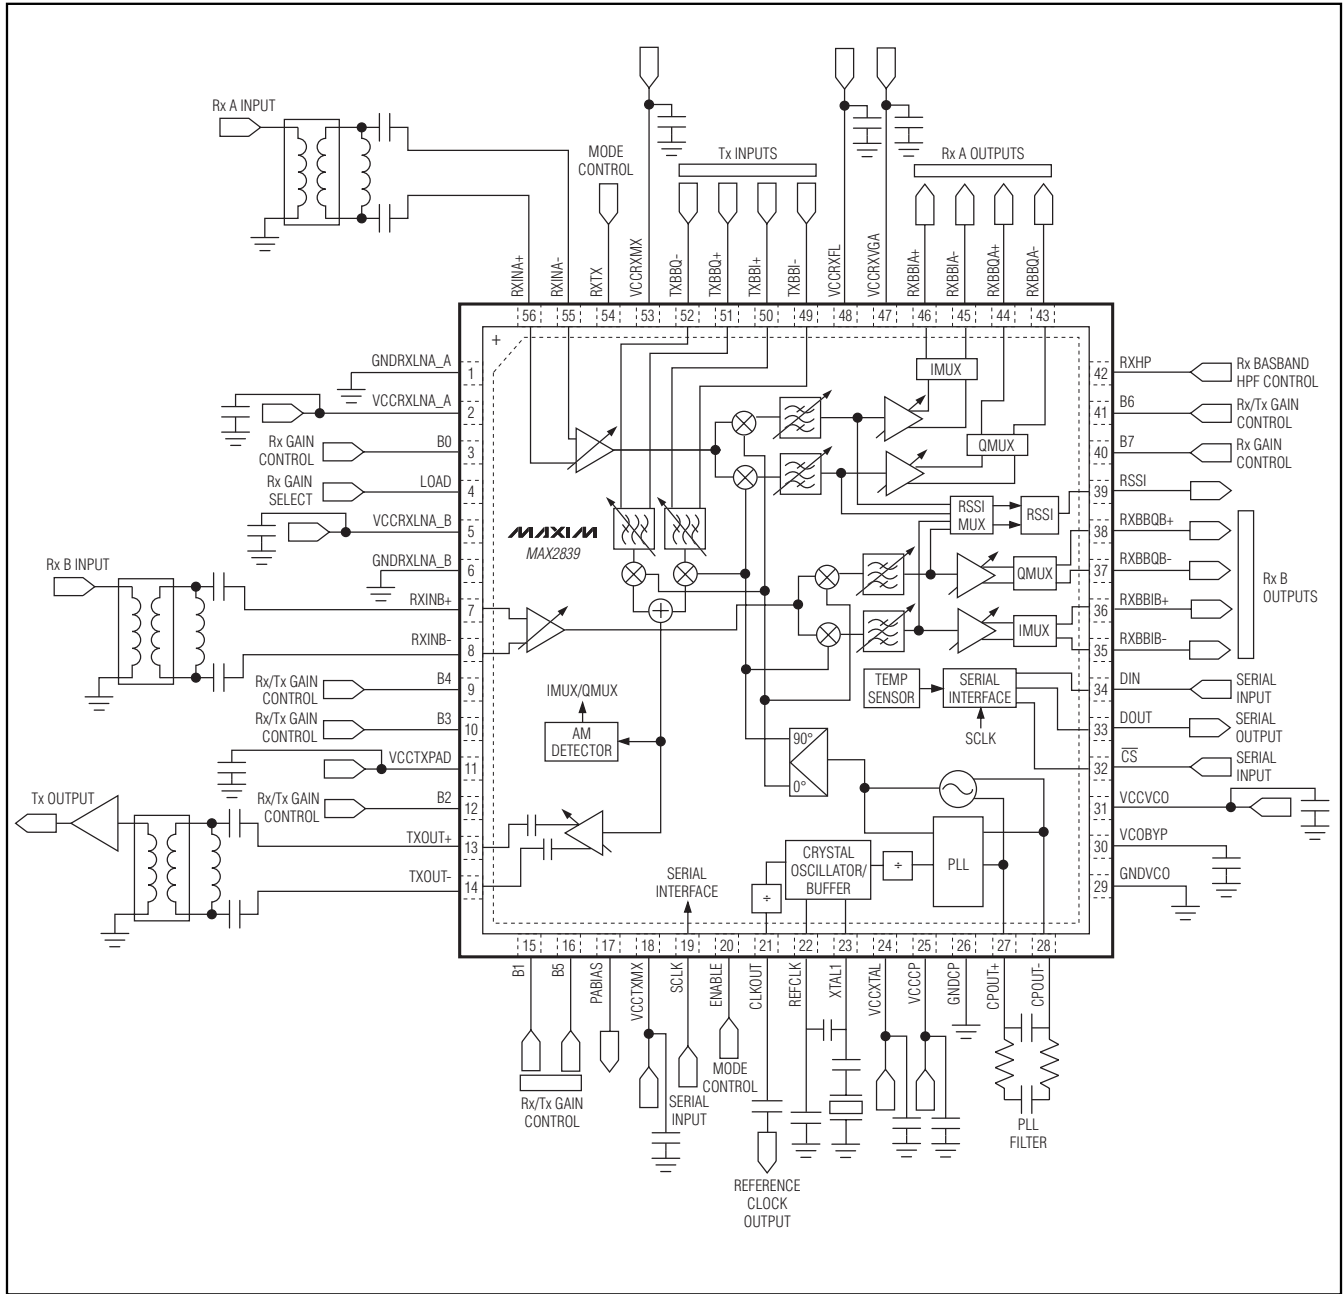 Rx A INPUT
MODE
CONTROL
Tx INPUTS
Rx A OUTPUTS
RXINA+
RXINA-
RXTX
VCCRXMX
TXBBQ-
TXBBQ+
TXBBI+
TXBBI-
VCCRXFL
VCCRXVGA
RXBBIA+
RXBBIA-
RXBBQA+
RXBBQA-
56
55
54
53
52
51
50
49
48
47
46
45
44
43
+
GNDRXLNA_A
1
VCCRXLNA_A
2
Rx GAIN
CONTROL
B0
3
Rx GAIN
SELECT
LOAD
4
VCCRXLNA_B
5
GNDRXLNA_B
6
Rx B INPUT
RXINB+
7
RXINB-
8
Rx/Tx GAIN
CONTROL
B4
9
Rx/Tx GAIN
CONTROL
B3
10
VCCTXPAD
11
Rx/Tx GAIN
CONTROL
B2
12
Tx OUTPUT
TXOUT+
13
TXOUT-
14
MAXIM
MAX2839
IMUX
QMUX
RSSI
MUX
RSSI
QMUX
IMUX
TEMP
SENSOR
SERIAL
INTERFACE
SCLK
IMUX/QMUX
AM
DETECTOR
90°
0°
CRYSTAL
OSCILLATOR/
BUFFER
÷
÷
PLL
SERIAL
INTERFACE
42
RXHP
Rx BASBAND
HPF CONTROL
41
B6
Rx/Tx GAIN
CONTROL
40
B7
Rx GAIN
CONTROL
39
RSSI
38
RXBBQB+
37
RXBBQB-
36
RXBBIB+
35
RXBBIB-
Rx B
OUTPUTS
34
DIN
SERIAL
INPUT
33
DOUT
SERIAL
OUTPUT
32
CS
SERIAL
INPUT
31
VCCVCO
30
VCOBYP
29
GNDVCO
15
16
17
18
19
20
21
22
23
24
25
26
27
28
B1
B5
PABIAS
VCCTXMX
SCLK
ENABLE
CLKOUT
REFCLK
XTAL1
VCCXTAL
VCCCP
GNDCP
CPOUT+
CPOUT-
Rx/Tx GAIN
CONTROL
SERIAL
INPUT
MODE
CONTROL
REFERENCE
CLOCK
OUTPUT
PLL
FILTER